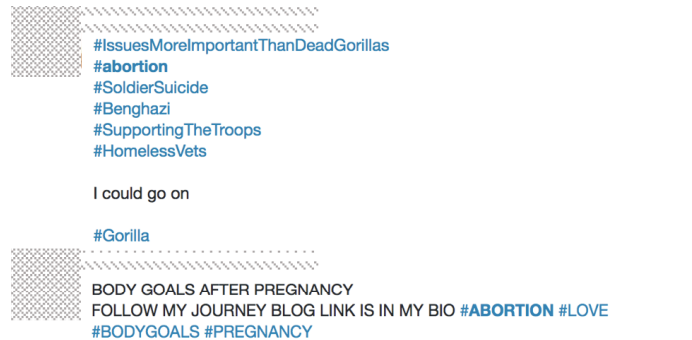 #IssuesMoreImportantThanDeadGorillas
#abortion
#SoldierSuicide
#Benghazi
#SupportingTheTroops
#HomelessVets
I could go on
#Gorilla
BODY GOALS AFTER PREGNANCY
FOLLOW MY JOURNEY BLOG LINK IS IN MY BIO #ABORTION #LOVE
#BODYGOALS #PREGNANCY